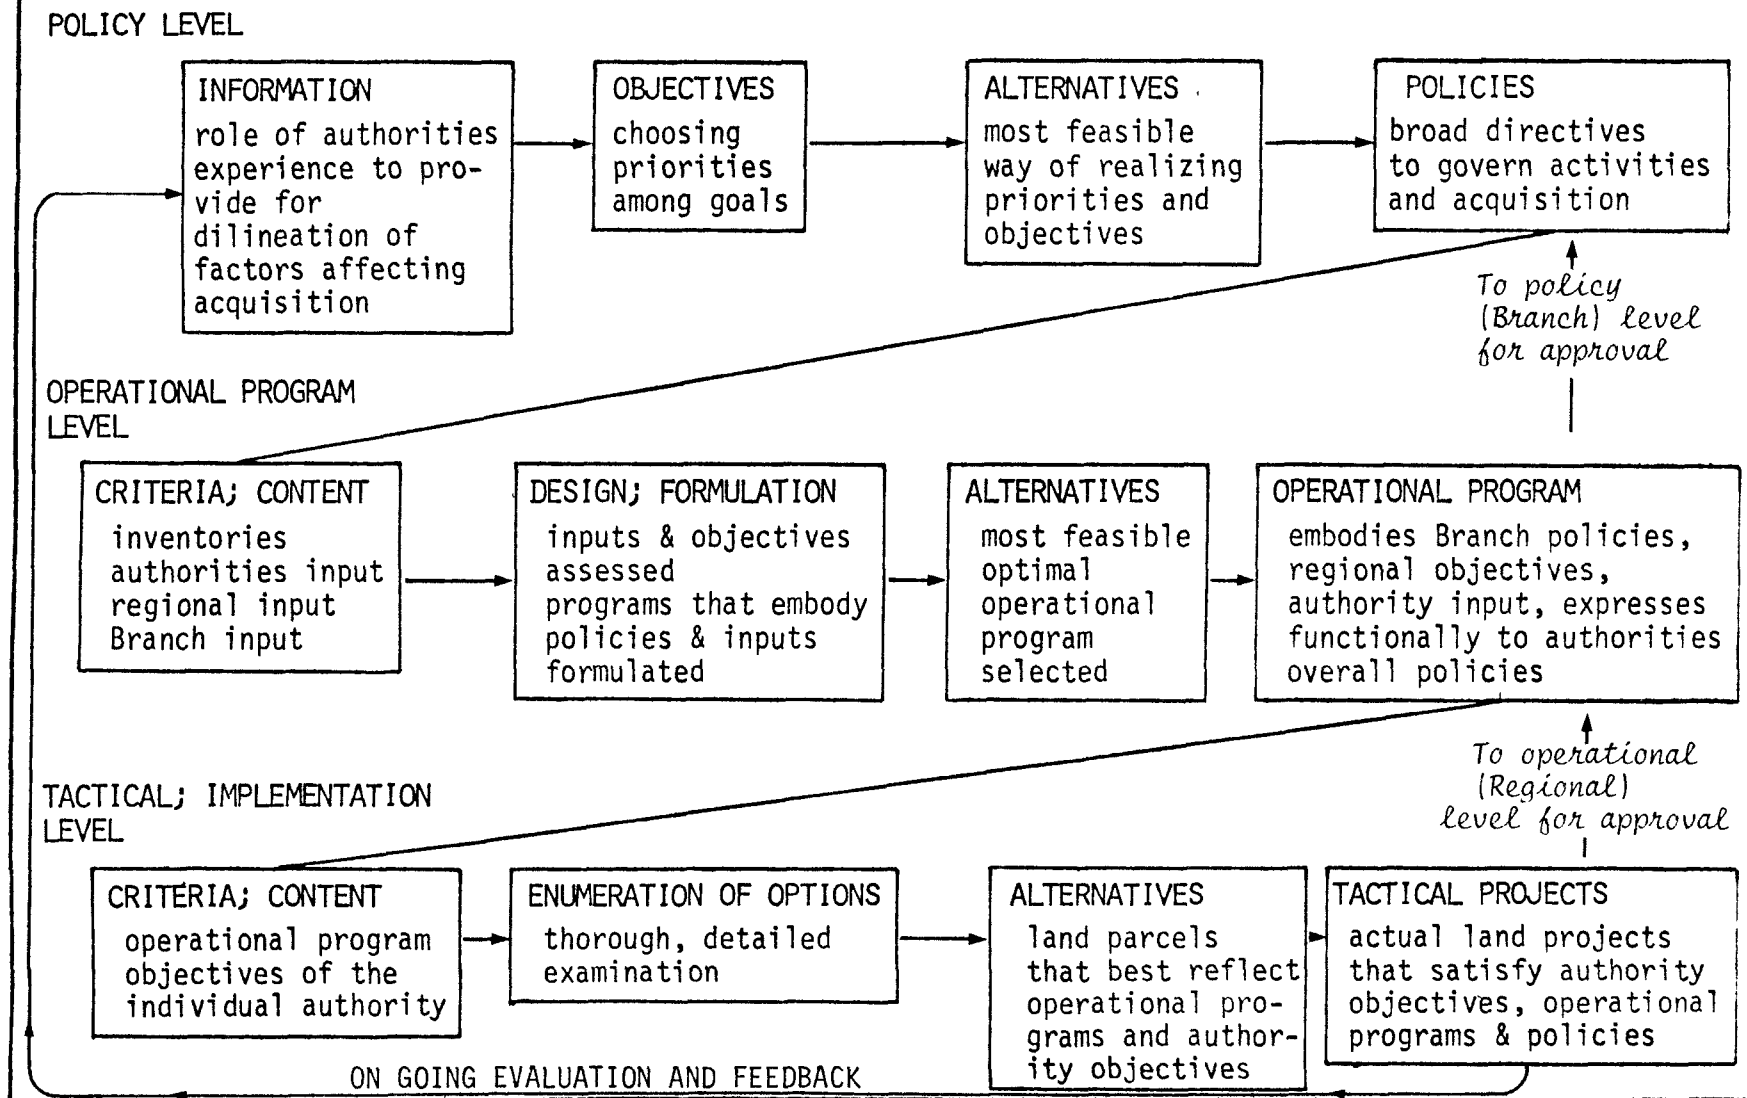 POLICY LEVEL
INFORMATION
role of authorities
experience to pro-
vide for
dilineation of
factors affecting
acquisition
OBJECTIVES
choosing
priorities
among goals
ALTERNATIVES
most feasible
way of realizing
priorities and
objectives
POLICIES
broad directives
to govern activities
and acquisition
To policy
(Branch) level
for approval
OPERATIONAL PROGRAM
LEVEL
CRITERIA; CONTENT
inventories
authorities input
regional input
Branch input
DESIGN; FORMULATION
inputs & objectives
assessed
programs that embody
policies & inputs
formulated
ALTERNATIVES
most feasible
optimal
operational
program
selected
OPERATIONAL PROGRAM
embodies Branch policies,
regional objectives,
authority input, expresses
functionally to authorities
overall policies
To operational
(Regional)
level for approval
TACTICAL; IMPLEMENTATION
LEVEL
CRITERIA; CONTENT
operational program
objectives of the
individual authority
ENUMERATION OF OPTIONS
thorough, detailed
examination
ALTERNATIVES
land parcels
that best reflect
operational pro-
grams and author-
ity objectives
TACTICAL PROJECTS
actual land projects
that satisfy authority
objectives, operational
programs & policies
ON GOING EVALUATION AND FEEDBACK